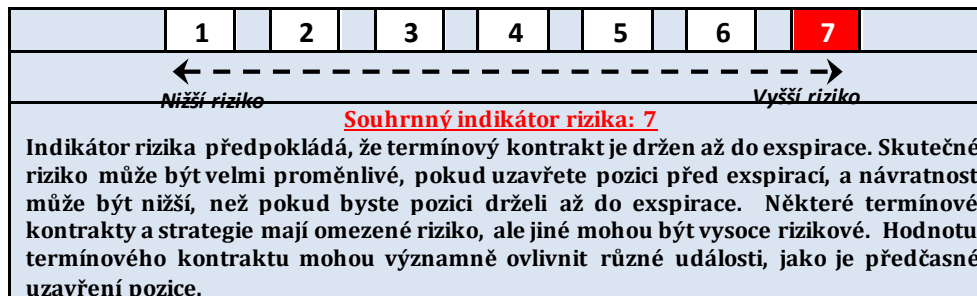 1 2 3 4 5 6 7
Nižší riziko Vyšší riziko
Souhrnný indikátor rizika: 7
Indikátor rizika předpokládá, že termínový kontrakt je držen až do exspirace. Skutečné
riziko může být velmi proměnlivé, pokud uzavřete pozici před exspirací, a návratnost
může být nižší, než pokud byste pozici drželi až do exspirace. Některé termínové
kontrakty a strategie mají omezené riziko, ale jiné mohou být vysoce rizikové. Hodnotu
termínového kontraktu mohou významně ovlivnit různé události, jako je předčasné
uzavření pozice.